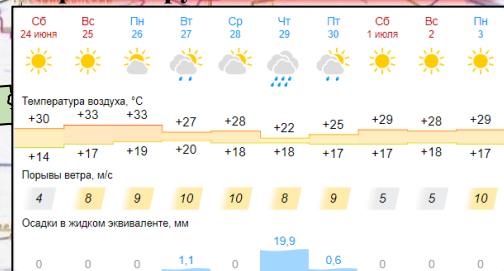 Сб Вс Пн Вт Ср Чт Пт Сб Вс Пн
24 июня 25 26 27 28 29 30 1 июля 2 3
Температура воздуха, °C
+30 +33 +33 +27 +28 +22 +25 +29 +28 +29
+14 +17 +19 +20 +18 +18 +17 +17 +18 +17
Порывы ветра, м/с
4 8 9 10 10 8 9 5 5 10
Осадки в жидком эквиваленте, мм
0 0 0 1,1 0 19,9 0,6 0 0 0